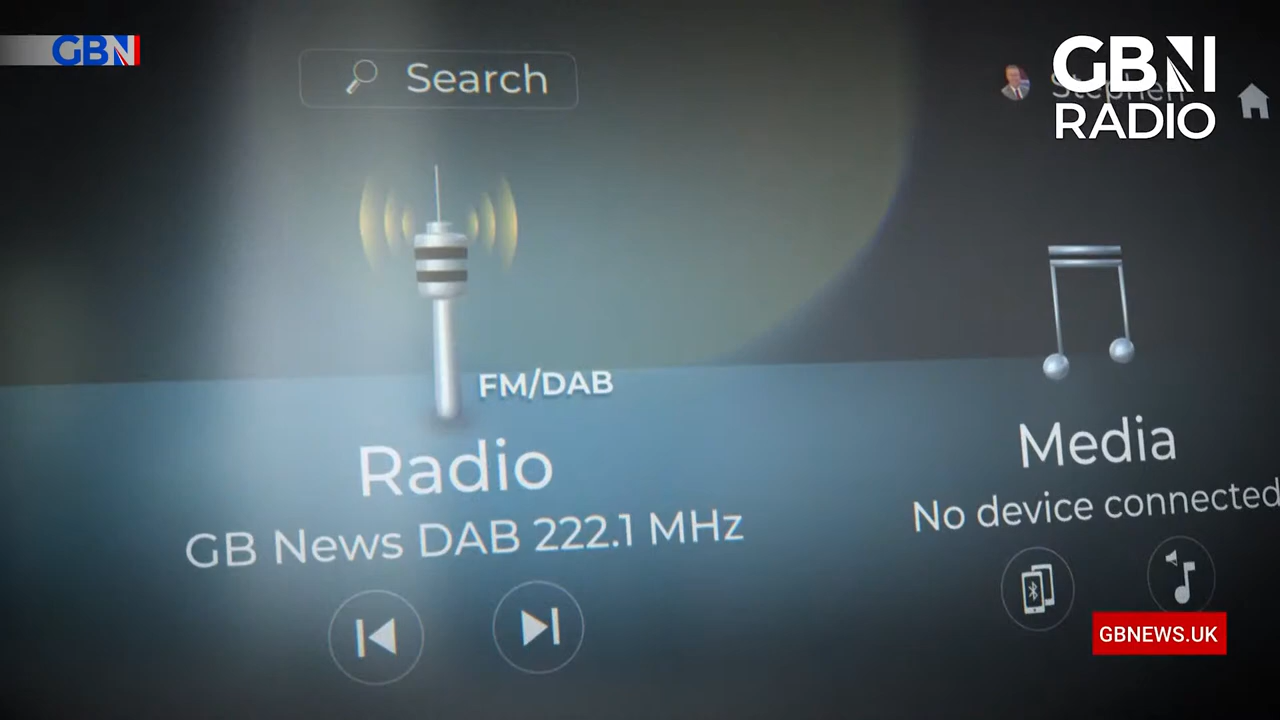 GBN
GBN
RADIO
Search
Stephen
FM/DAB
Radio
GB News DAB 222.1 MHz
Media
No device connected
GBNEWS.UK